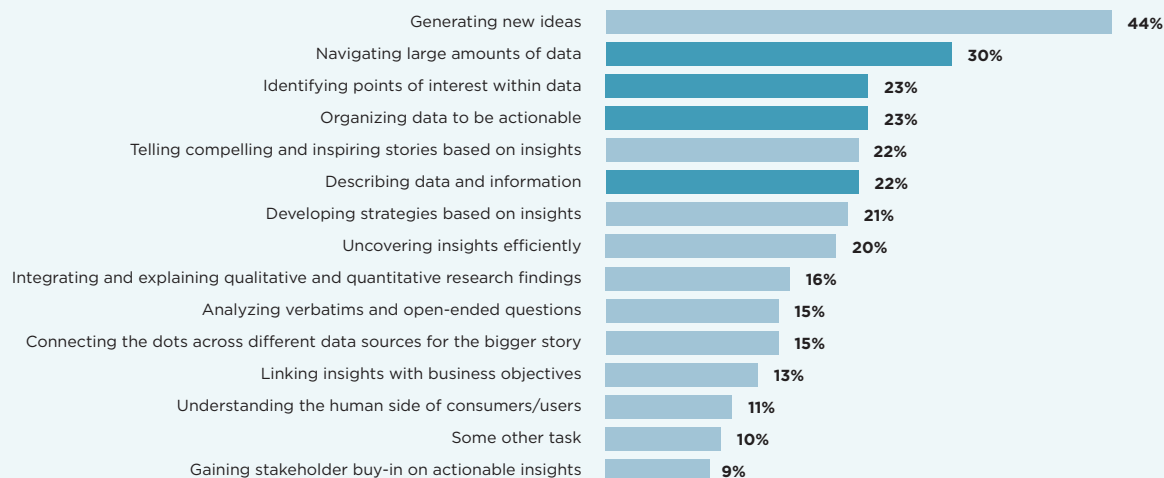 Generating new ideas 44%
Navigating large amounts of data 30%
Identifying points of interest within data 23%
Organizing data to be actionable 23%
Telling compelling and inspiring stories based on insights 22%
Describing data and information 22%
Developing strategies based on insights 21%
Uncovering insights efficiently 20%
Integrating and explaining qualitative and quantitative research findings 16%
Analyzing verbatims and open-ended questions 15%
Connecting the dots across different data sources for the bigger story 15%
Linking insights with business objectives 13%
Understanding the human side of consumers/users 11%
Some other task 10%
Gaining stakeholder buy-in on actionable insights 9%